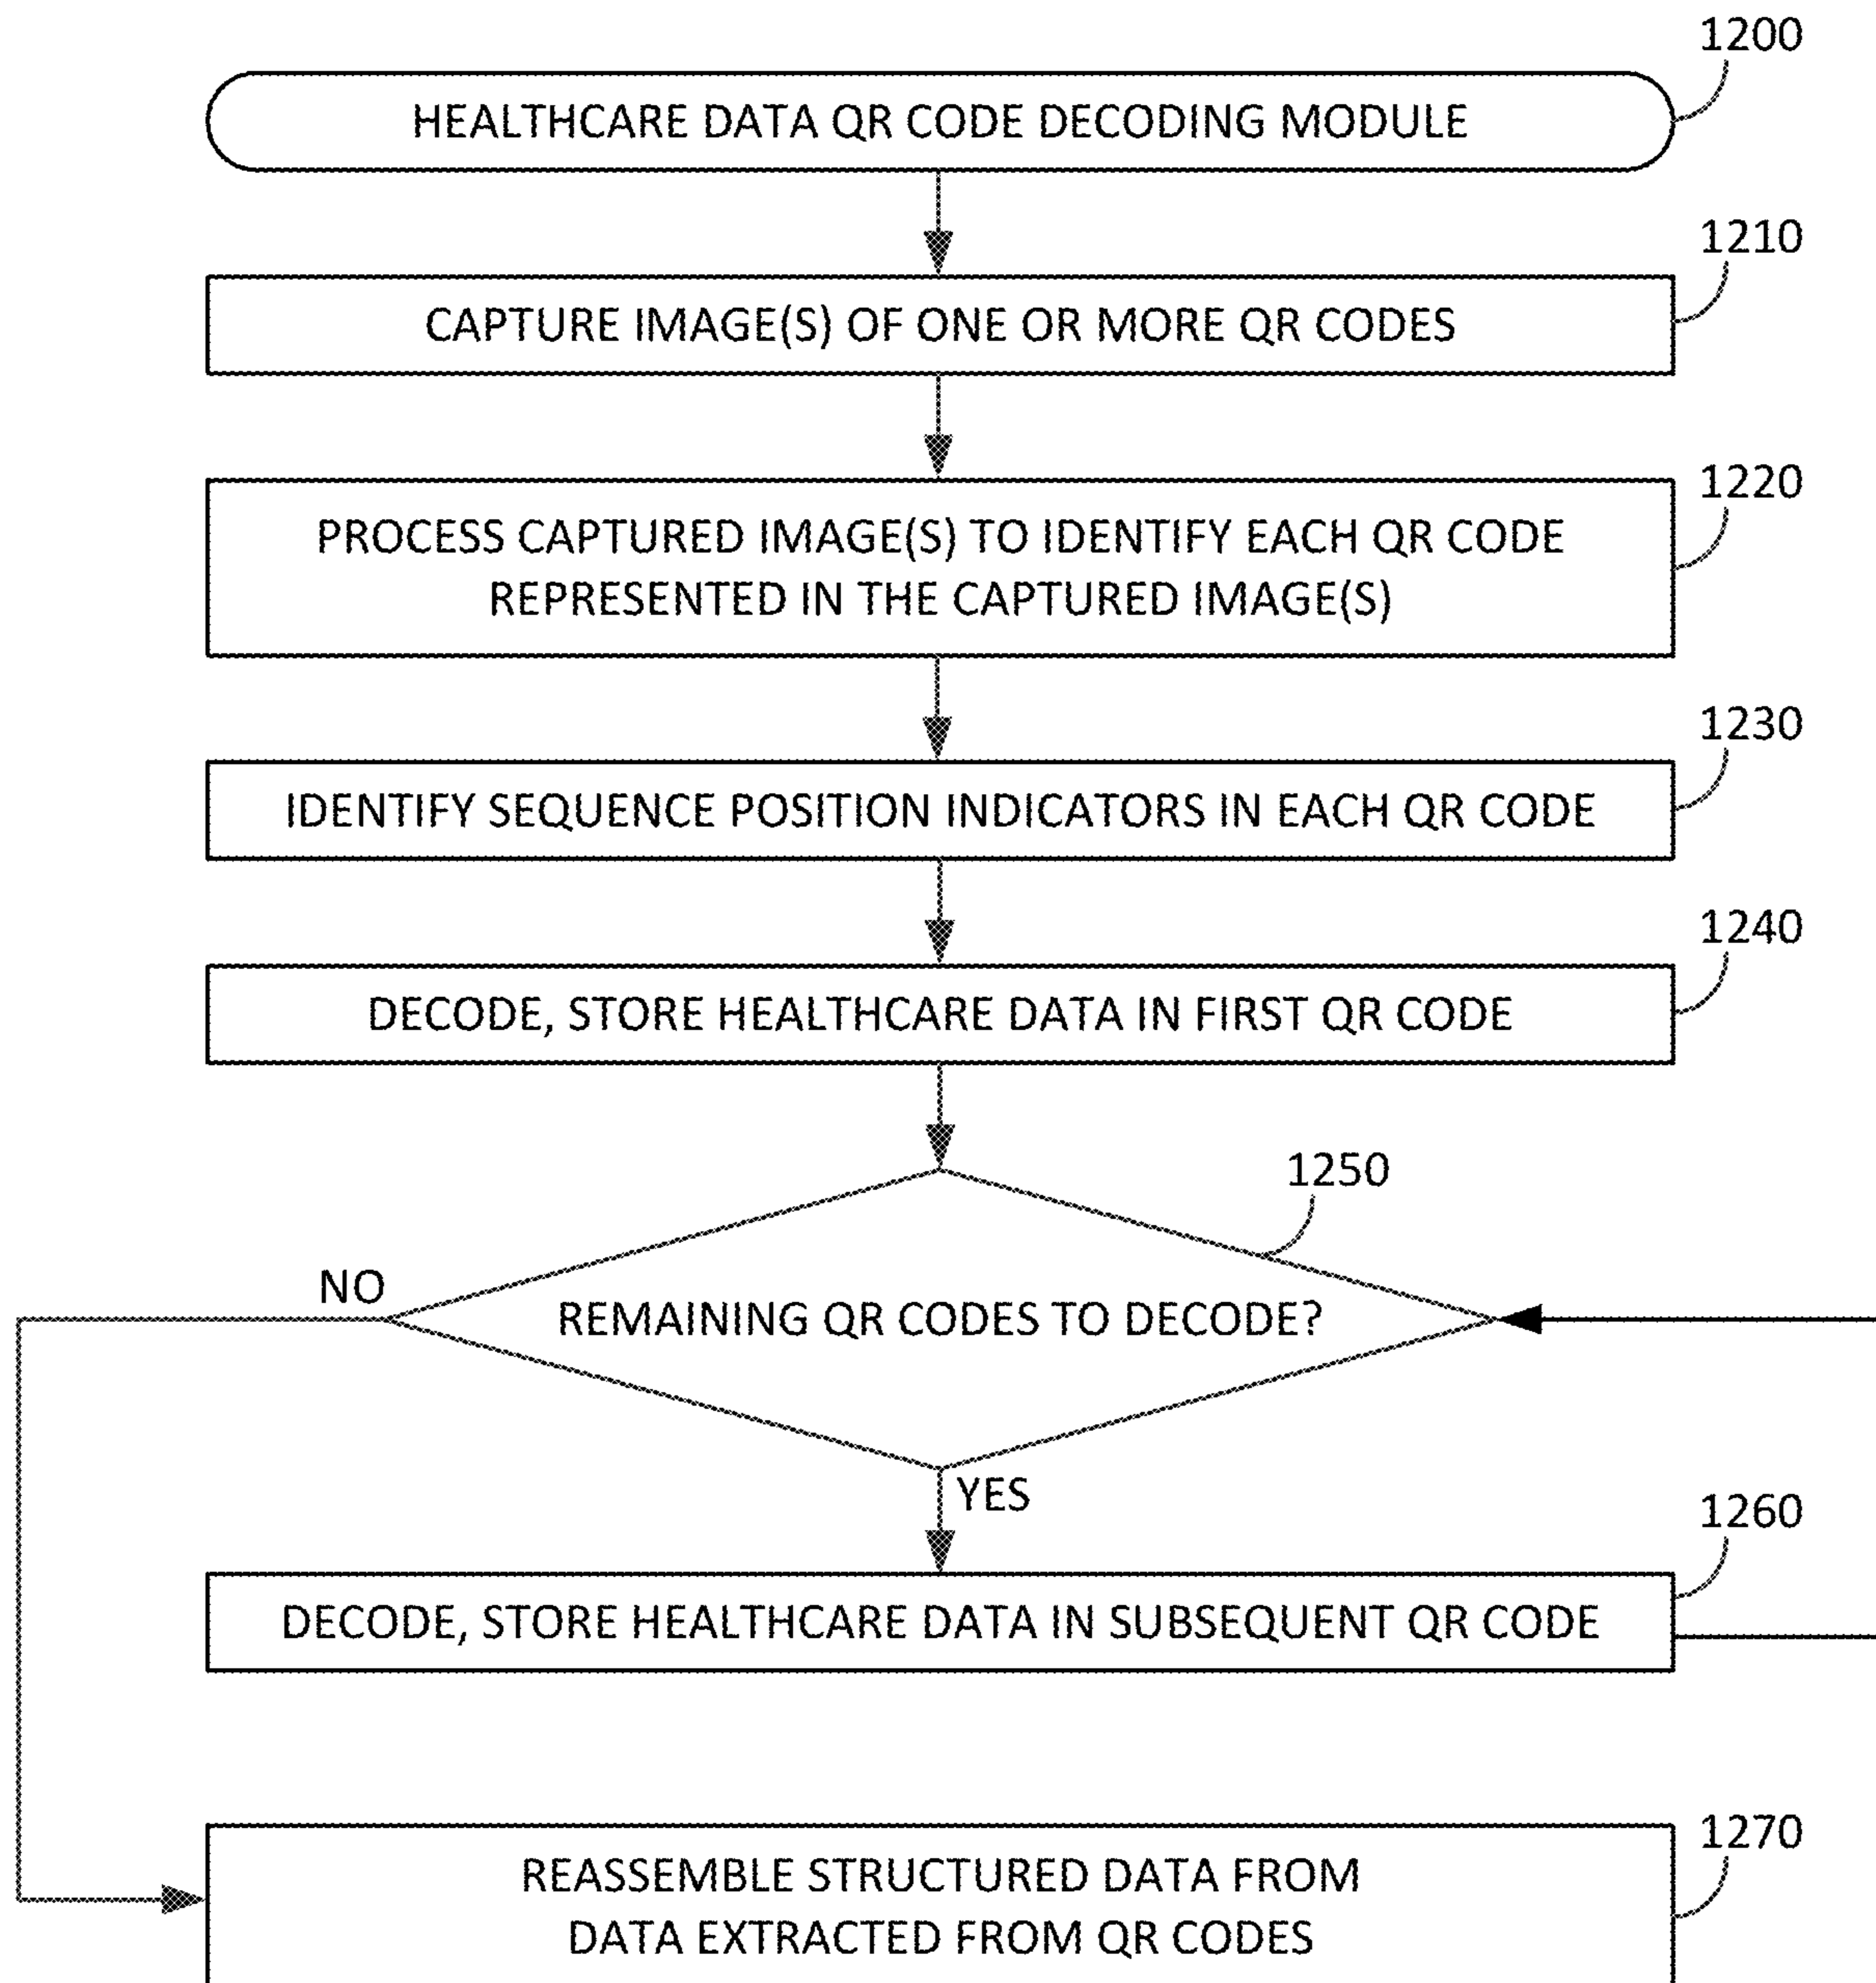 1200
HEALTHCARE DATA QR CODE DECODING MODULE
1210
CAPTURE IMAGE(S) OF ONE OR MORE QR CODES
1220
PROCESS CAPTURED IMAGE(S) TO IDENTIFY EACH QR CODE
REPRESENTED IN THE CAPTURED IMAGE(S)
1230
IDENTIFY SEQUENCE POSITION INDICATORS IN EACH QR CODE
1240
DECODE, STORE HEALTHCARE DATA IN FIRST QR CODE
1250
NO
REMAINING QR CODES TO DECODE?
YES
1260
DECODE, STORE HEALTHCARE DATA IN SUBSEQUENT QR CODE
1270
REASSEMBLE STRUCTURED DATA FROM
DATA EXTRACTED FROM QR CODES